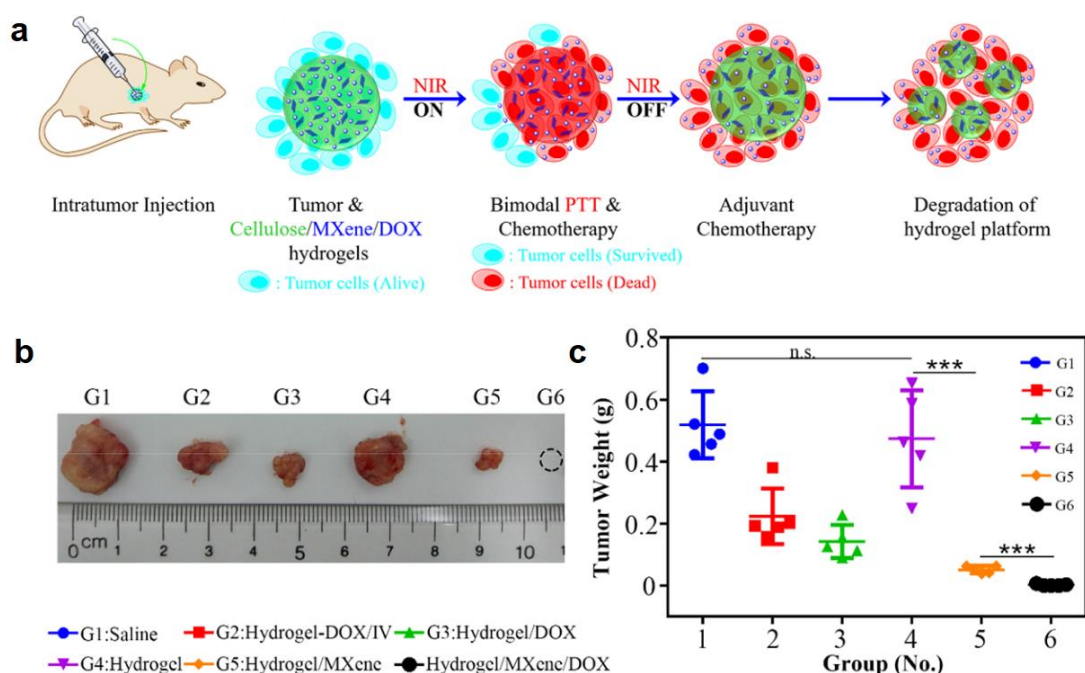 a
NIR
ON
NIR
OFF
Intratumor Injection
Tumor &
Cellulose/MXene/DOX
hydrogels
: Tumor cells (Alive)
Bimodal PTT &
Chemotherapy
: Tumor cells (Survived)
: Tumor cells (Dead)
Adjuvant
Chemotherapy
Degradation of
hydrogel platform
b
G1 G2 G3 G4 G5 G6
0 cm 1 2 3 4 5 6 7 8 9 10
G1:Saline G2:Hydrogel-DOX/IV G3:Hydrogel/DOX
G4:Hydrogel G5:Hydrogel/MXene Hydrogel/MXene/DOX
c
Tumor Weight (g)
0.8
0.6
0.4
0.2
0
n.s.
***
***
G1
G2
G3
G4
G5
G6
1 2 3 4 5 6
Group (No.)